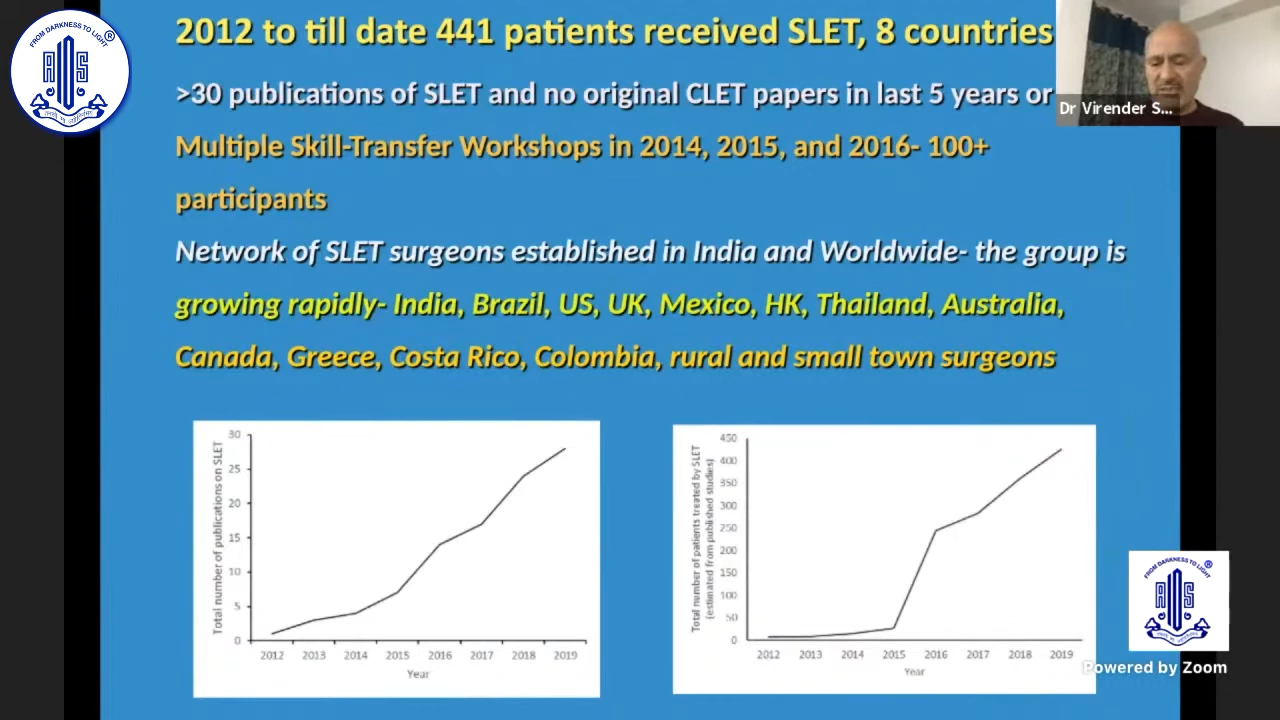 FROM DARKNESS TO LIGHT
®
AIOS
2012 to till date 441 patients received SLET, 8 countries
>30 publications of SLET and no original CLET papers in last 5 years or
Dr Virender S...
Multiple Skill-Transfer Workshops in 2014, 2015, and 2016- 100+
participants
Network of SLET surgeons established in India and Worldwide- the group is
growing rapidly- India, Brazil, US, UK, Mexico, HK, Thailand, Australia,
Canada, Greece, Costa Rico, Colombia, rural and small town surgeons
Total number of publications on SLET
30
25
20
15
10
5
0
2012 2013 2014 2015 2016 2017 2018 2019
Year
Total number of patients treated by SLET
(estimated from published studies)
450
400
350
300
250
200
150
100
50
0
2012 2013 2014 2015 2016 2017 2018 2019
Year
FROM DARKNESS TO LIGHT
®
AIOS
Powered by Zoom